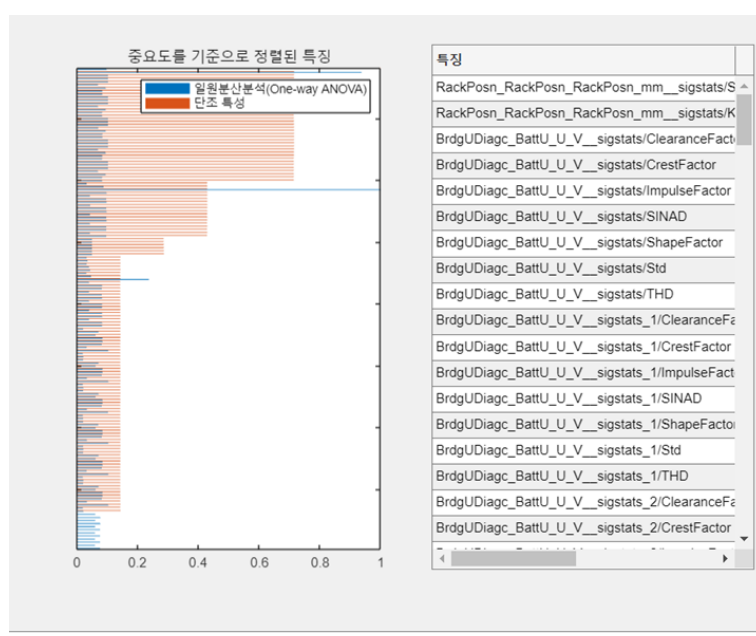 중요도를 기준으로 정렬된 특징
일원분산분석(One-way ANOVA)
단조 특성
0 0.2 0.4 0.6 0.8 1
특징
RackPosn_RackPosn_RackPosn_mm__sigstats/S
RackPosn_RackPosn_RackPosn_mm__sigstats/K
BrdgUDiagc_BattU_U_V__sigstats/ClearanceFact
BrdgUDiagc_BattU_U_V__sigstats/CrestFactor
BrdgUDiagc_BattU_U_V__sigstats/ImpulseFactor
BrdgUDiagc_BattU_U_V__sigstats/SINAD
BrdgUDiagc_BattU_U_V__sigstats/ShapeFactor
BrdgUDiagc_BattU_U_V__sigstats/Std
BrdgUDiagc_BattU_U_V__sigstats/THD
BrdgUDiagc_BattU_U_V__sigstats_1/ClearanceFa
BrdgUDiagc_BattU_U_V__sigstats_1/CrestFactor
BrdgUDiagc_BattU_U_V__sigstats_1/ImpulseFact
BrdgUDiagc_BattU_U_V__sigstats_1/SINAD
BrdgUDiagc_BattU_U_V__sigstats_1/ShapeFactor
BrdgUDiagc_BattU_U_V__sigstats_1/Std
BrdgUDiagc_BattU_U_V__sigstats_1/THD
BrdgUDiagc_BattU_U_V__sigstats_2/ClearanceFa
BrdgUDiagc_BattU_U_V__sigstats_2/CrestFactor